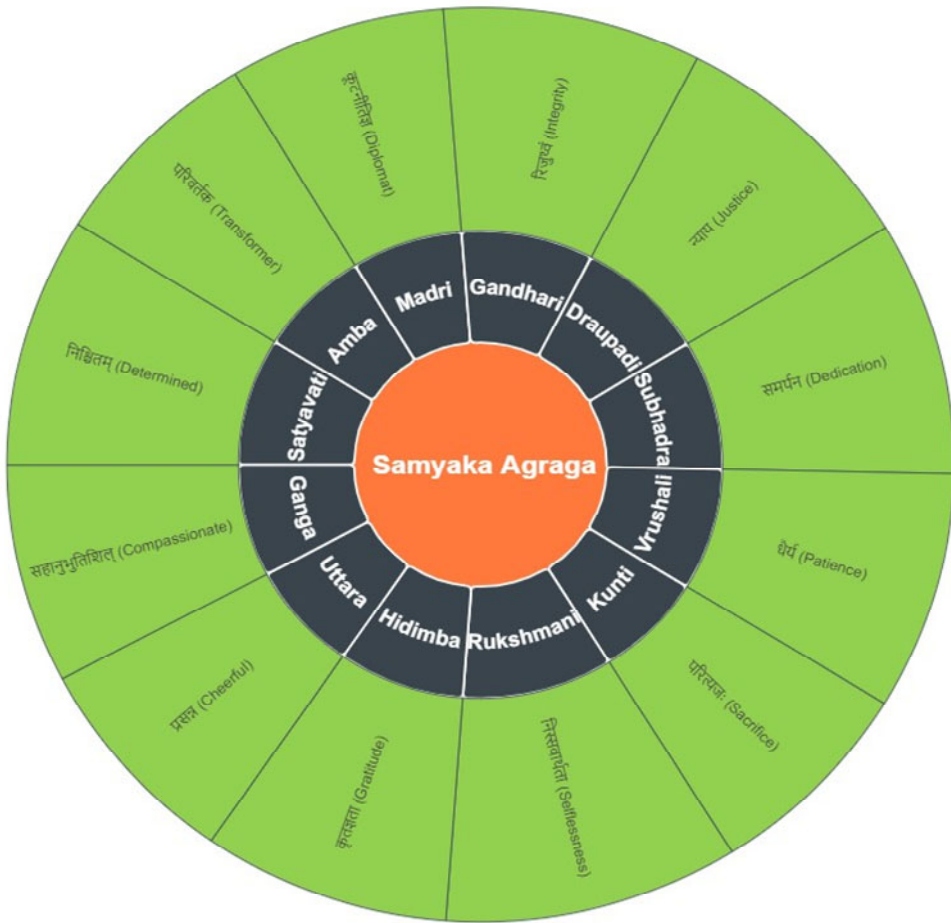 Samyaka Agraga
Gandhari
Draupadi
Subhadra
Vrushali
Kunti
Rukshmani
Hidimba
Uttara
Ganga
Satyavati
Amba
Madri
रिजुध्वं (Integrity)
न्याय (Justice)
समर्पन (Dedication)
धैर्य (Patience)
परित्यजः (Sacrifice)
निस्सवार्थता (Selflessness)
कृतज्ञता (Gratitude)
प्रसन्न (Cheerful)
सहानुभुतिशिल् (Compassionate)
निश्चितम् (Determined)
परिवर्तक (Transformer)
कूटनीतिज्ञ (Diplomat)